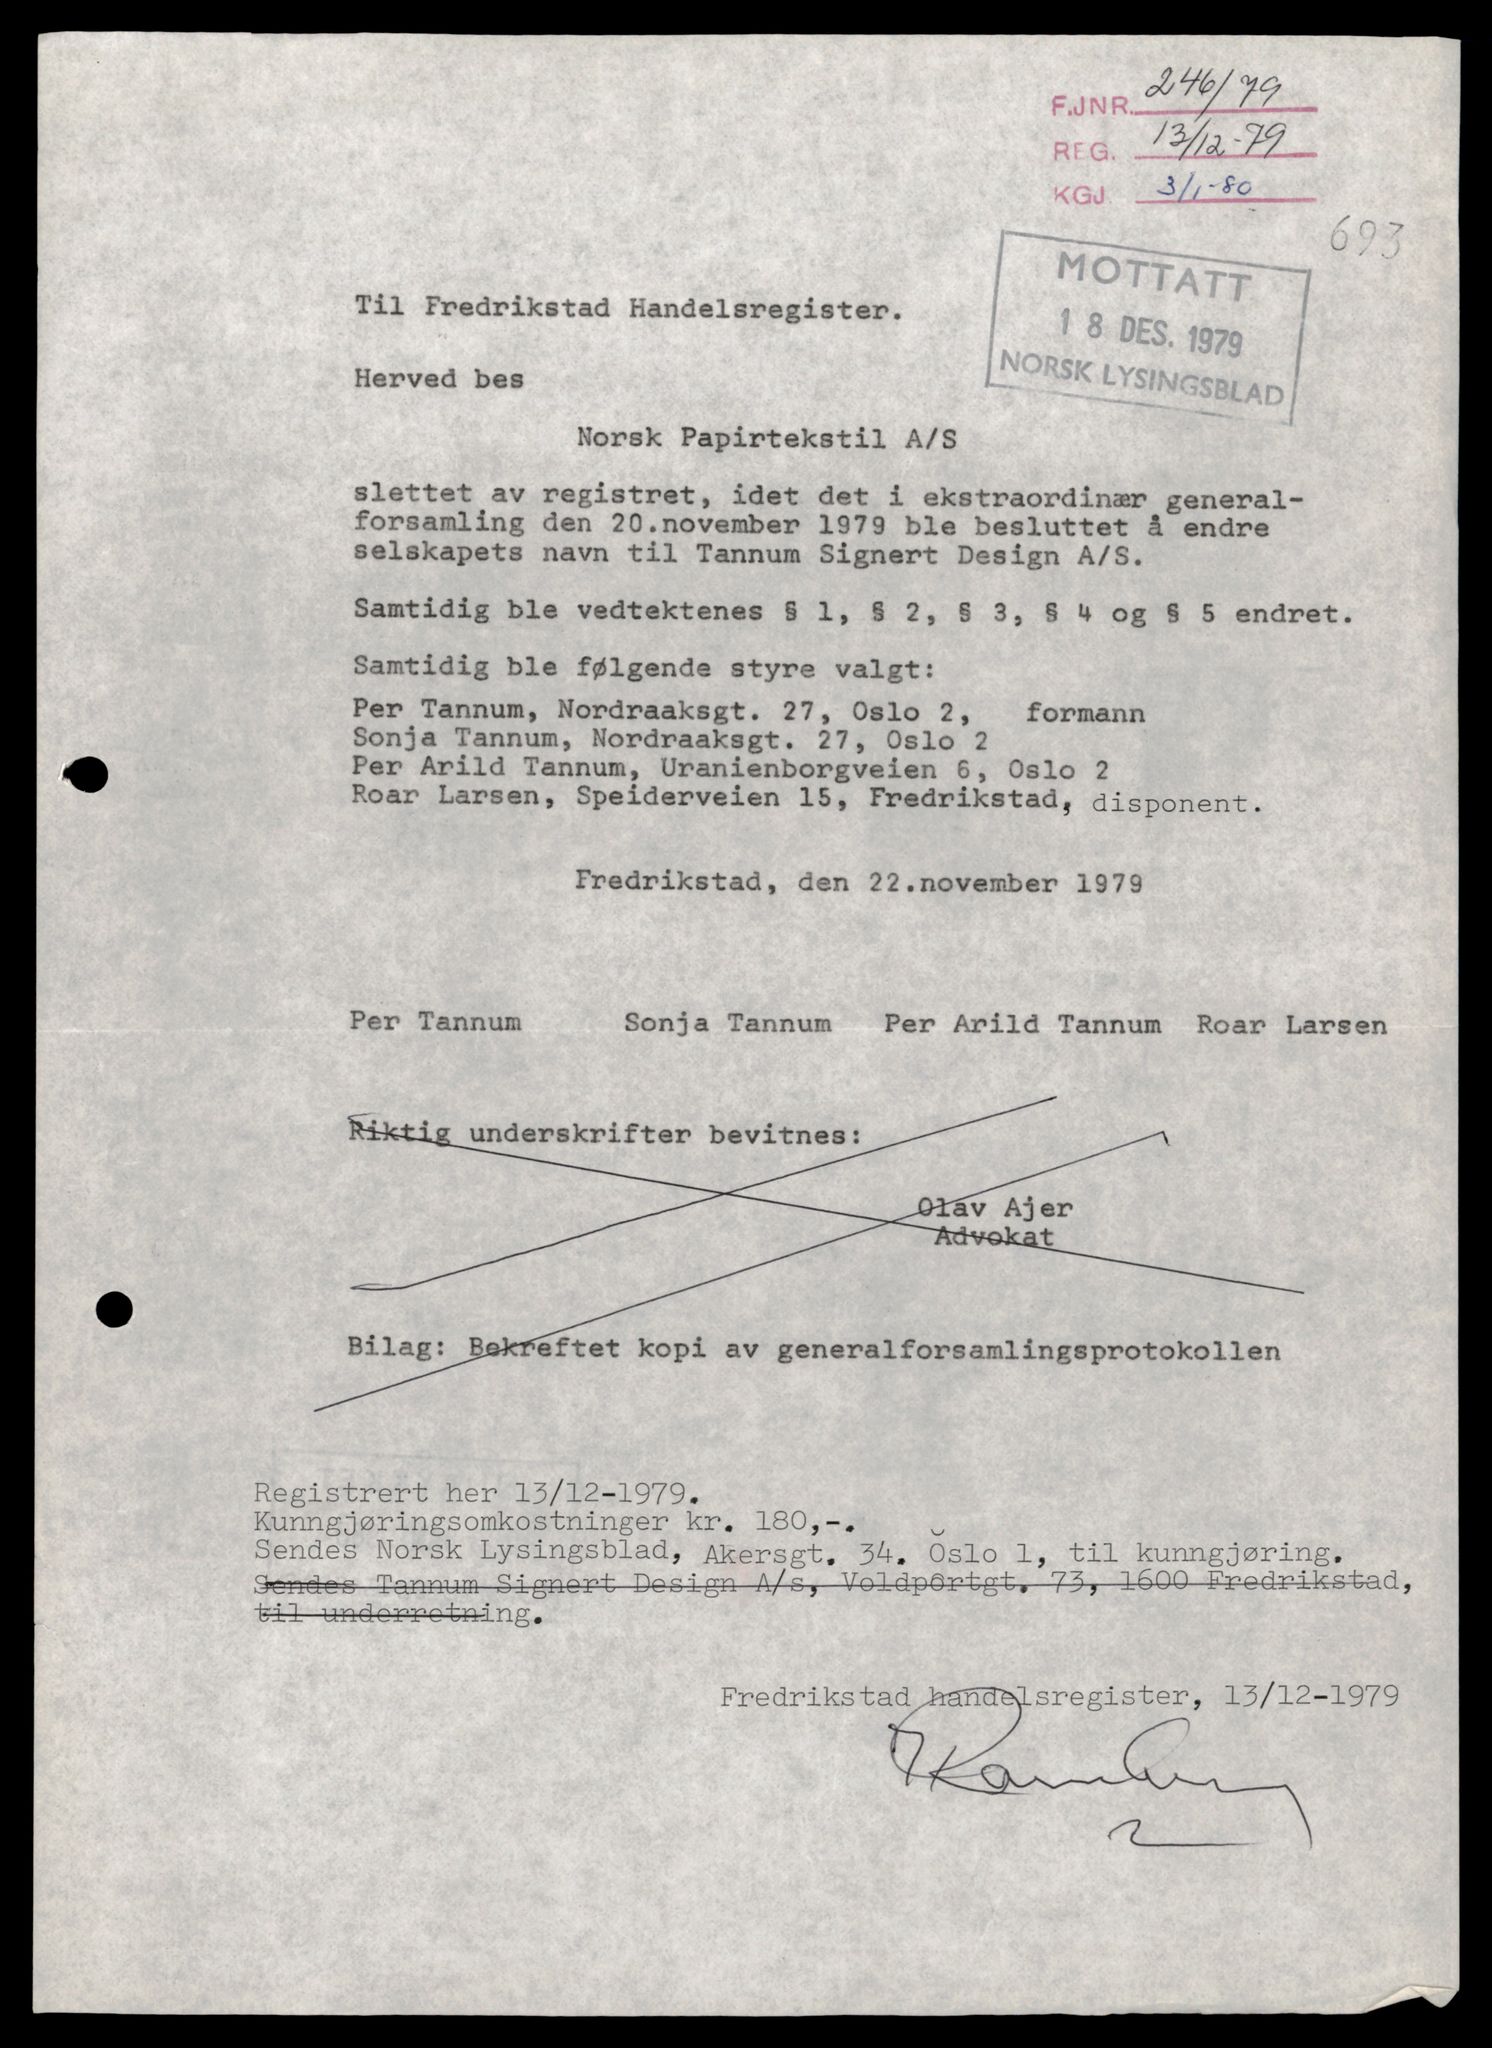 F.JNR. 246/79
REG. 13/12-79
KGJ 3/1-80
693
MOTTATT
18 DES. 1979
NORSK LYSINGSBLAD
Til Fredrikstad Handelsregister.
Herved bes
Norsk Papirtekstil A/S
slettet av registret, idet det i ekstraordinær general-
forsamling den 20.november 1979 ble besluttet å endre
selskapets navn til Tannum Signert Design A/S.
Samtidig ble vedtektenes § 1, § 2, § 3, § 4 og § 5 endret.
Samtidig ble følgende styre valgt:
Per Tannum, Nordraaksgt. 27, Oslo 2, formann
Sonja Tannum, Nordraaksgt. 27, Oslo 2
Per Arild Tannum, Uranienborgveien 6, Oslo 2
Roar Larsen, Speiderveien 15, Fredrikstad, disponent.
Fredrikstad, den 22.november 1979
Per Tannum Sonja Tannum Per Arild Tannum Roar Larsen
Riktig underskrifter bevitnes:
Olav Ajer
Advokat
Bilag: Bekreftet kopi av generalforsamlingsprotokollen
Registrert her 13/12-1979.
Kunngjøringsomkostninger kr. 180,-.
Sendes Norsk Lysingsblad, Akersgt. 34. Oslo 1, til kunngjøring.
Sendes Tannum Signert Design A/s, Voldportgt. 73, 1600 Fredrikstad,
til underretning.
Fredrikstad handelsregister, 13/12-1979